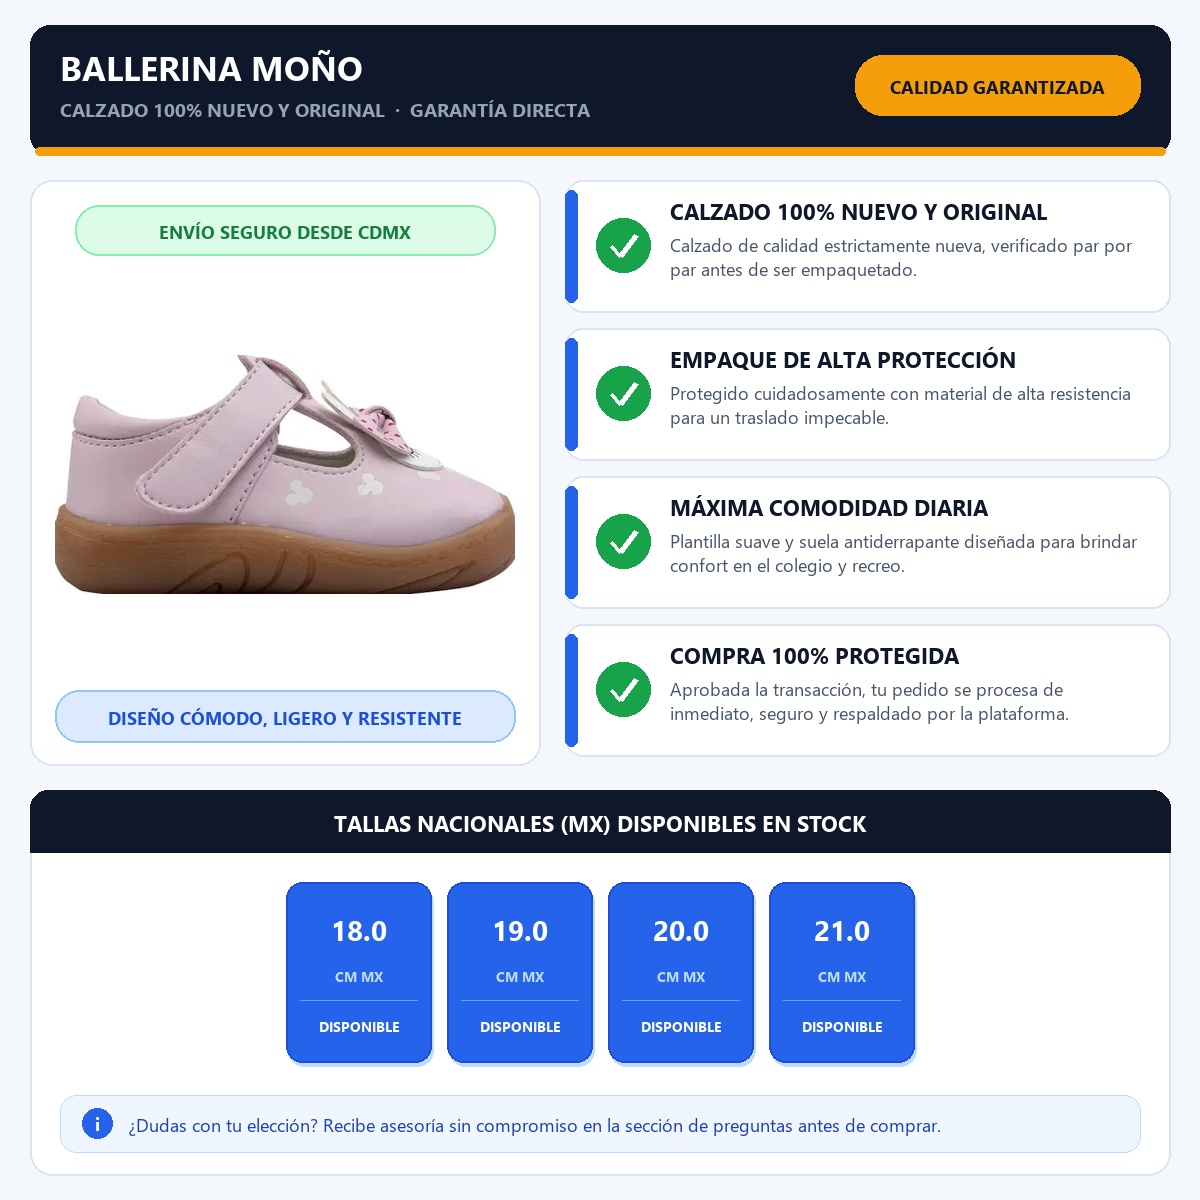 BALLERINA MOÑO
CALZADO 100% NUEVO Y ORIGINAL · GARANTÍA DIRECTA
CALIDAD GARANTIZADA
ENVÍO SEGURO DESDE CDMX
DISEÑO CÓMODO, LIGERO Y RESISTENTE
CALZADO 100% NUEVO Y ORIGINAL
Calzado de calidad estrictamente nueva, verificado par por
par antes de ser empaquetado.
EMPAQUE DE ALTA PROTECCIÓN
Protegido cuidadosamente con material de alta resistencia
para un traslado impecable.
MÁXIMA COMODIDAD DIARIA
Plantilla suave y suela antiderrapante diseñada para brindar
confort en el colegio y recreo.
COMPRA 100% PROTEGIDA
Aprobada la transacción, tu pedido se procesa de
inmediato, seguro y respaldado por la plataforma.
TALLAS NACIONALES (MX) DISPONIBLES EN STOCK
18.0
CM MX
DISPONIBLE
19.0
CM MX
DISPONIBLE
20.0
CM MX
DISPONIBLE
21.0
CM MX
DISPONIBLE
i
¿Dudas con tu elección? Recibe asesoría sin compromiso en la sección de preguntas antes de comprar.